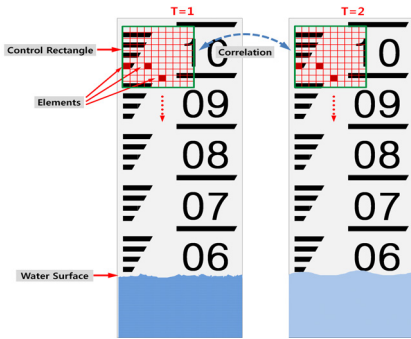 T=1
T=2
Control Rectangle
10
Correlation
10
Elements
09
09
08
08
07
07
06
06
Water Surface